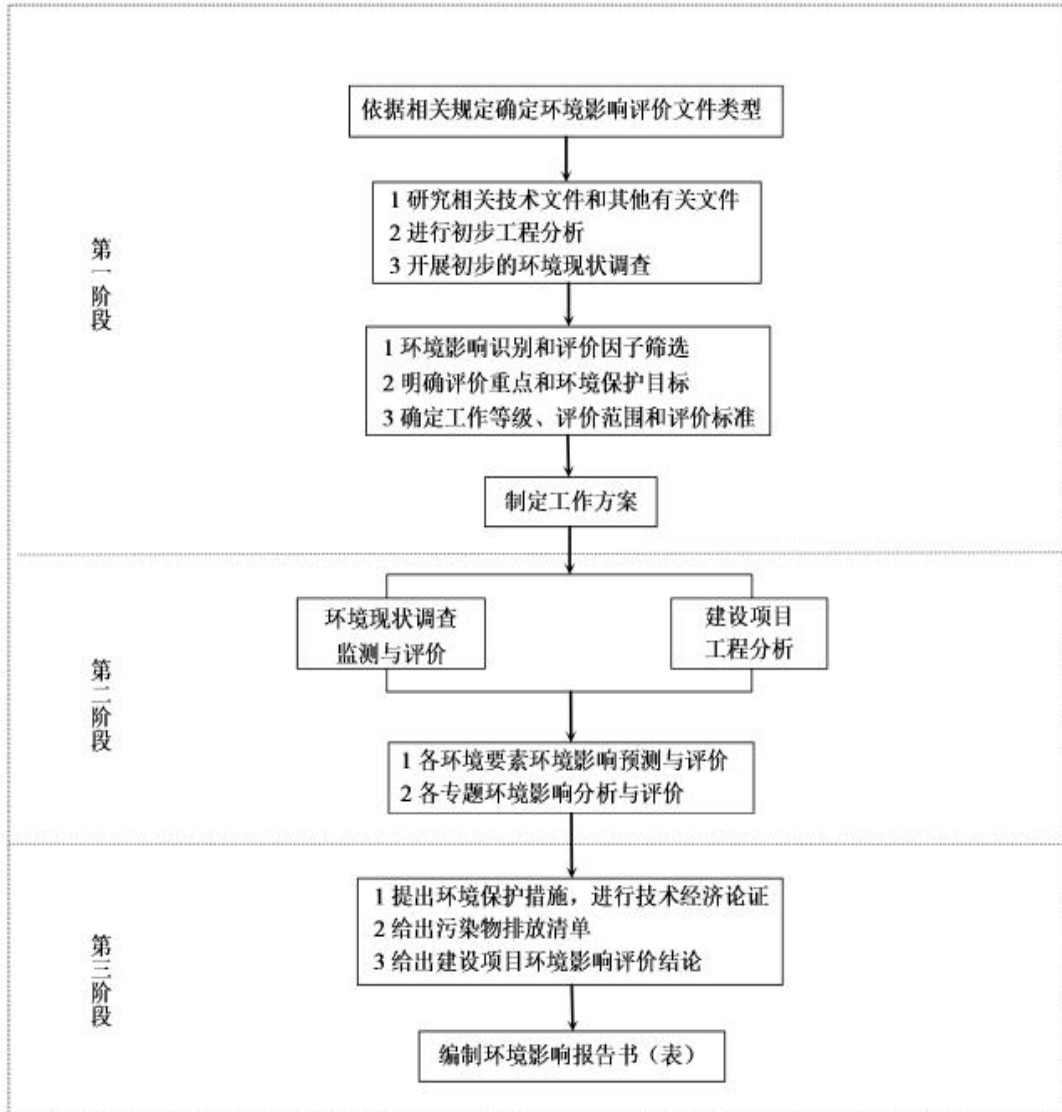 依据相关规定确定环境影响评价文件类型
1 研究相关技术文件和其他有关文件
2 进行初步工程分析
3 开展初步的环境现状调查
第一阶段
1 环境影响识别和评价因子筛选
2 明确评价重点和环境保护目标
3 确定工作等级、评价范围和评价标准
制定工作方案
环境现状调查
监测与评价
建设项目
工程分析
第二阶段
1 各环境要素环境影响预测与评价
2 各专题环境影响分析与评价
第三阶段
1 提出环境保护措施，进行技术经济论证
2 给出污染物排放清单
3 给出建设项目环境影响评价结论
编制环境影响报告书（表）